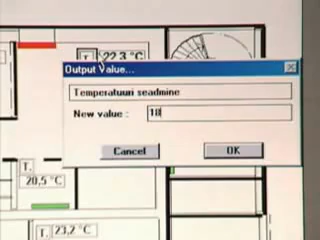 T. 22,3 °C
Output Value...
Temperatuuri seadmine
New value : 18
Cancel OK
T.
20,5 °C
T. 23,2 °C